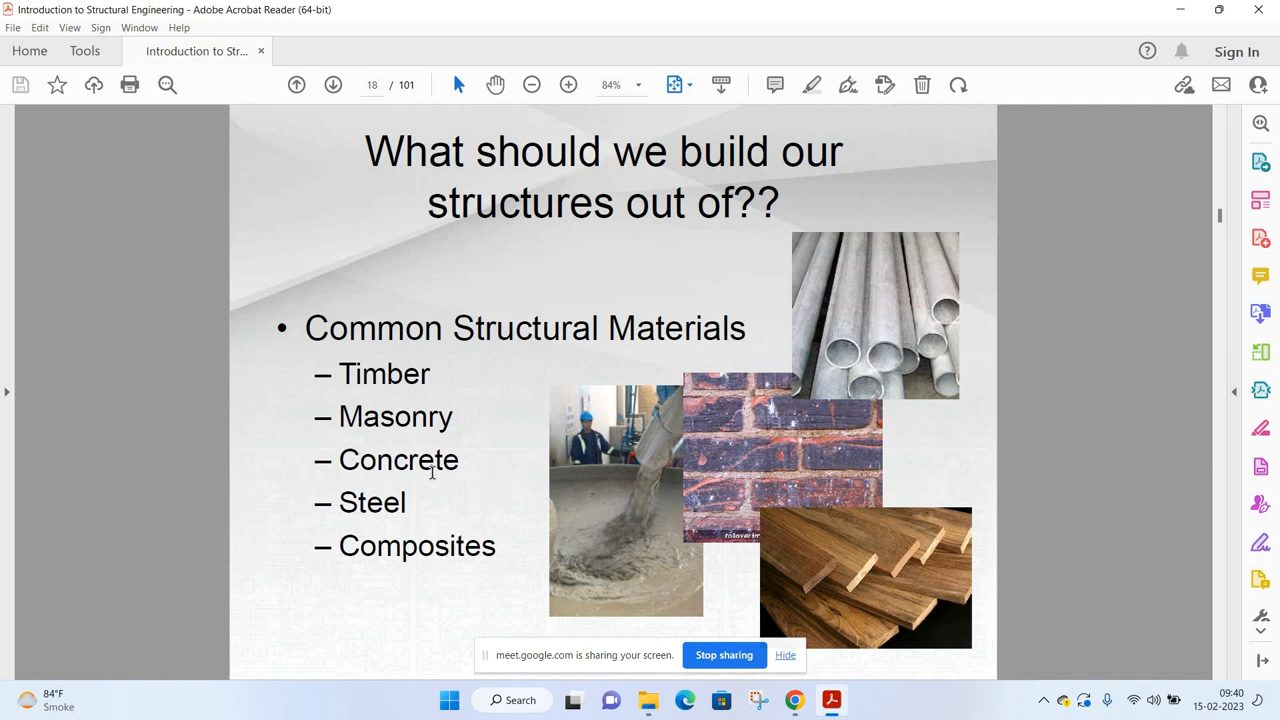 Introduction to Structural Engineering - Adobe Acrobat Reader (64-bit)
File Edit View Sign Window Help
Home Tools Introduction to Str... × Sign In
18 / 101 84%
What should we build our
structures out of??
• Common Structural Materials
– Timber
– Masonry
– Concrete
– Steel
– Composites
meet.google.com is sharing your screen. Stop sharing Hide
84°F
Smoke
Search
09:40
15-02-2023